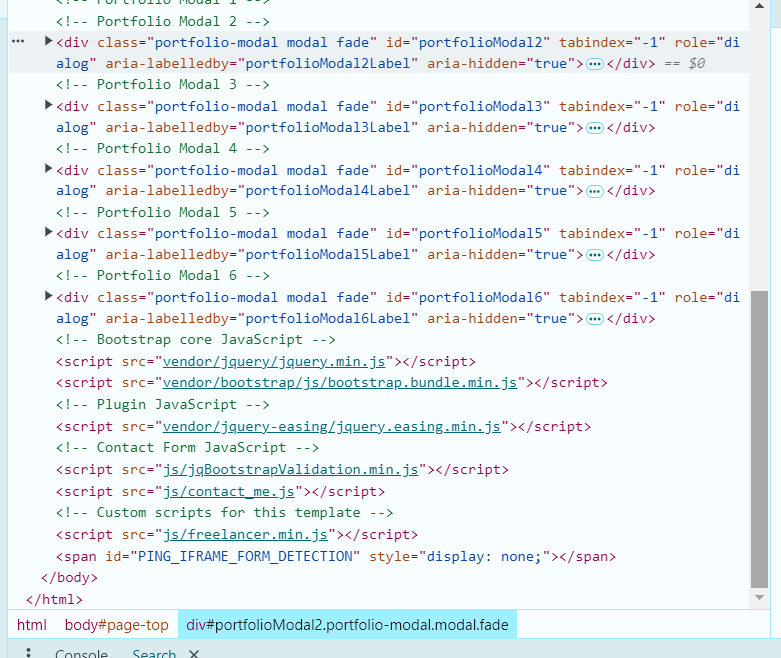 <!-- Portfolio Modal 1 -->
<!-- Portfolio Modal 2 -->
<div class="portfolio-modal modal fade" id="portfolioModal2" tabindex="-1" role="di
alog" aria-labelledby="portfolioModal2Label" aria-hidden="true">…</div> == $0
<!-- Portfolio Modal 3 -->
<div class="portfolio-modal modal fade" id="portfolioModal3" tabindex="-1" role="di
alog" aria-labelledby="portfolioModal3Label" aria-hidden="true">…</div>
<!-- Portfolio Modal 4 -->
<div class="portfolio-modal modal fade" id="portfolioModal4" tabindex="-1" role="di
alog" aria-labelledby="portfolioModal4Label" aria-hidden="true">…</div>
<!-- Portfolio Modal 5 -->
<div class="portfolio-modal modal fade" id="portfolioModal5" tabindex="-1" role="di
alog" aria-labelledby="portfolioModal5Label" aria-hidden="true">…</div>
<!-- Portfolio Modal 6 -->
<div class="portfolio-modal modal fade" id="portfolioModal6" tabindex="-1" role="di
alog" aria-labelledby="portfolioModal6Label" aria-hidden="true">…</div>
<!-- Bootstrap core JavaScript -->
<script src="vendor/jquery/jquery.min.js"></script>
<script src="vendor/bootstrap/js/bootstrap.bundle.min.js"></script>
<!-- Plugin JavaScript -->
<script src="vendor/jquery-easing/jquery.easing.min.js"></script>
<!-- Contact Form JavaScript -->
<script src="js/jqBootstrapValidation.min.js"></script>
<script src="js/contact_me.js"></script>
<!-- Custom scripts for this template -->
<script src="js/freelancer.min.js"></script>
<span id="PING_IFRAME_FORM_DETECTION" style="display: none;"></span>
</body>
</html>
html body#page-top div#portfolioModal2.portfolio-modal.modal.fade
Console Search